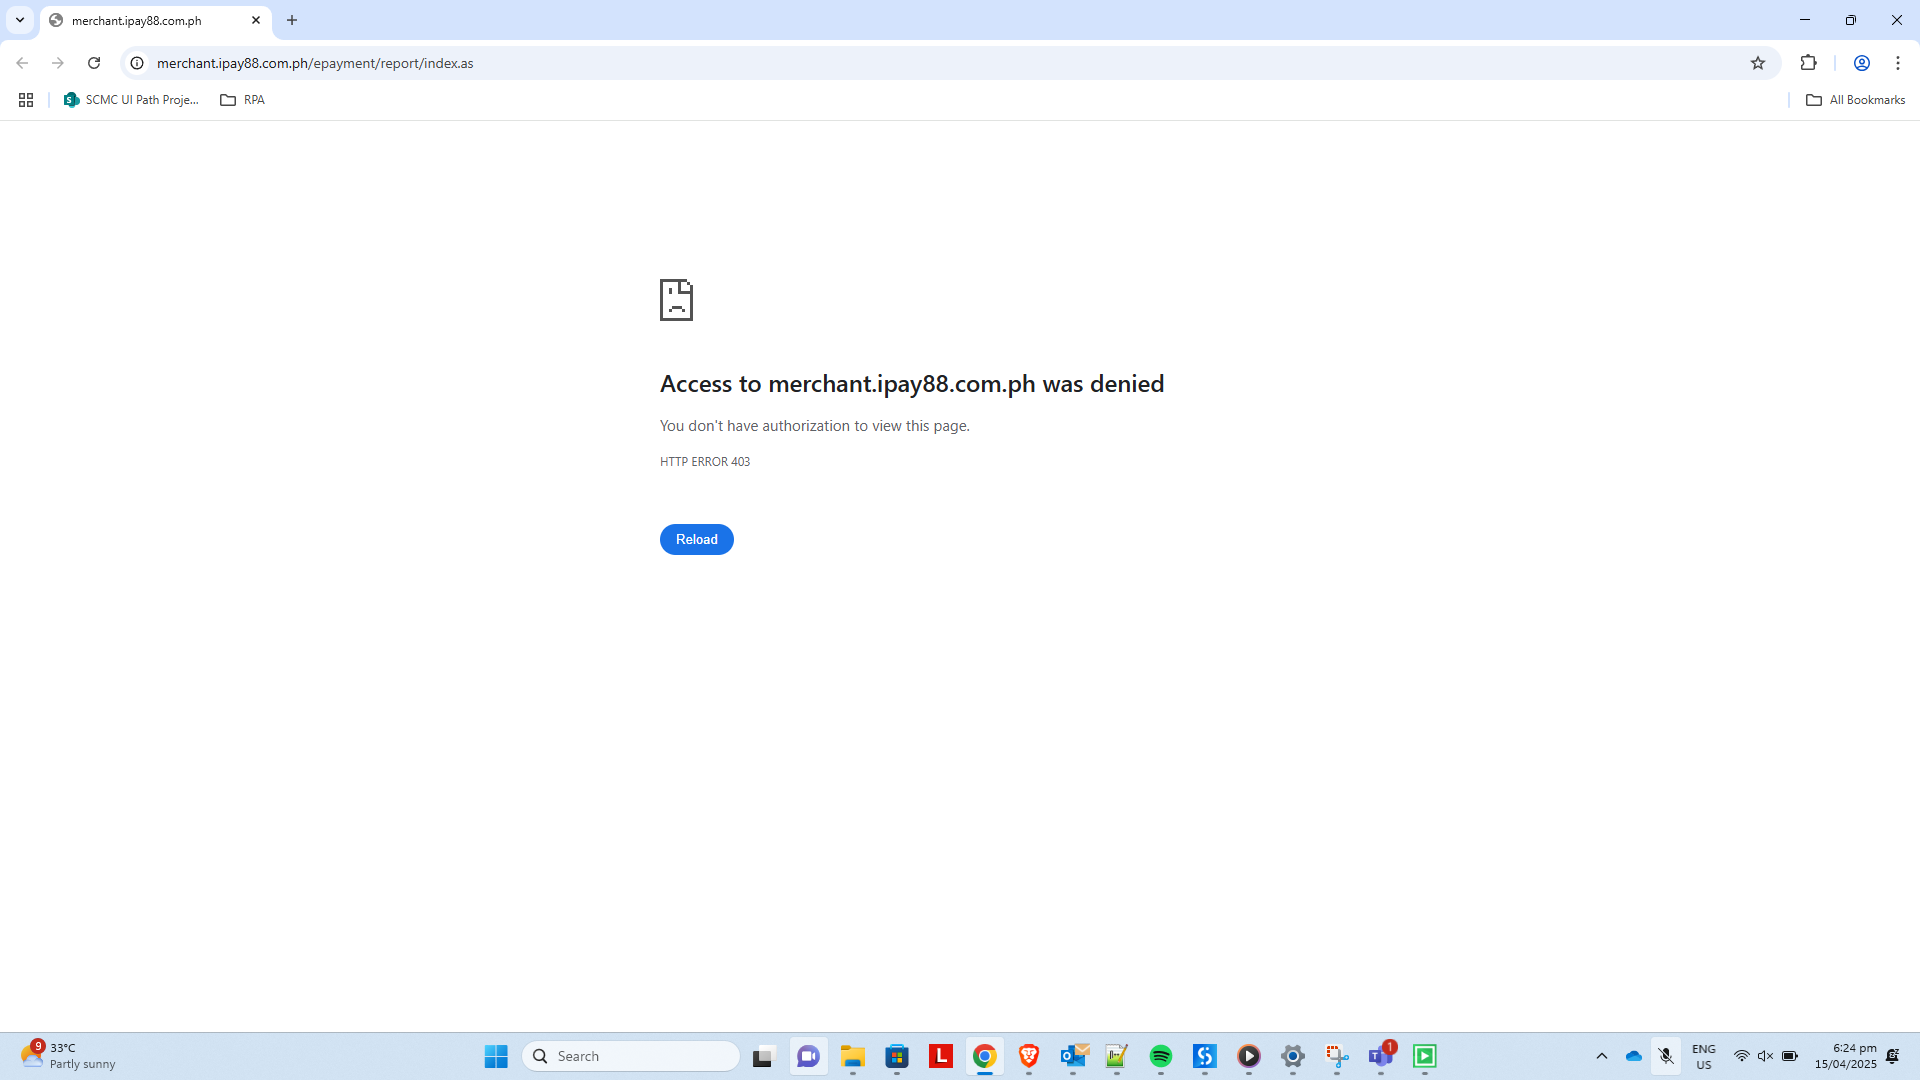 merchant.ipay88.com.ph
merchant.ipay88.com.ph/epayment/report/index.as
SCMC UI Path Proje...
RPA
All Bookmarks
Access to merchant.ipay88.com.ph was denied
You don't have authorization to view this page.
HTTP ERROR 403
Reload
9
33°C
Partly sunny
Search
L
1
ENG
US
6:24 pm
15/04/2025